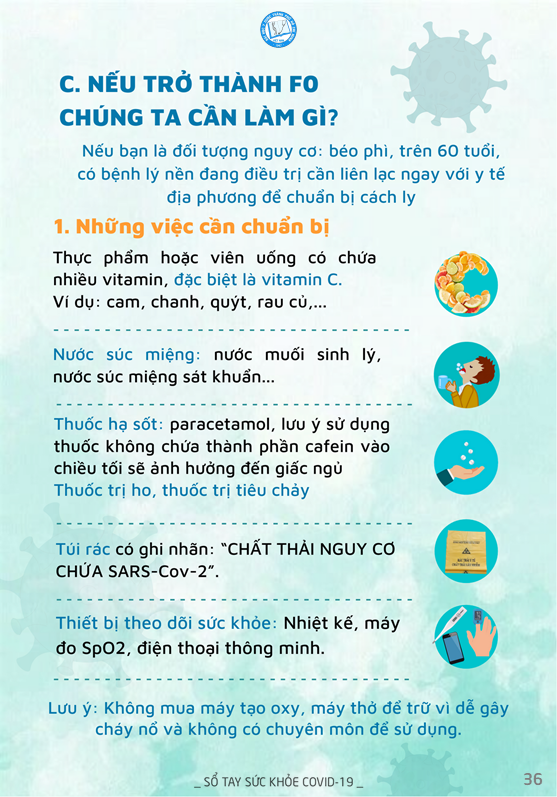 C. NẾU TRỞ THÀNH F0
CHÚNG TA CẦN LÀM GÌ?
Nếu bạn là đối tượng nguy cơ: béo phì, trên 60 tuổi,
có bệnh lý nền đang điều trị cần liên lạc ngay với y tế
địa phương để chuẩn bị cách ly
1. Những việc cần chuẩn bị
Thực phẩm hoặc viên uống có chứa
nhiều vitamin, đặc biệt là vitamin C.
Ví dụ: cam, chanh, quýt, rau củ,...
Nước súc miệng: nước muối sinh lý,
nước súc miệng sát khuẩn...
Thuốc hạ sốt: paracetamol, lưu ý sử dụng
thuốc không chứa thành phần cafein vào
chiều tối sẽ ảnh hưởng đến giấc ngủ
Thuốc trị ho, thuốc trị tiêu chảy
Túi rác có ghi nhãn: “CHẤT THẢI NGUY CƠ
CHỨA SARS-Cov-2”.
Thiết bị theo dõi sức khỏe: Nhiệt kế, máy
đo SpO2, điện thoại thông minh.
Lưu ý: Không mua máy tạo oxy, máy thở để trữ vì dễ gây
cháy nổ và không có chuyên môn để sử dụng.
_ SỔ TAY SỨC KHỎE COVID-19 _
36